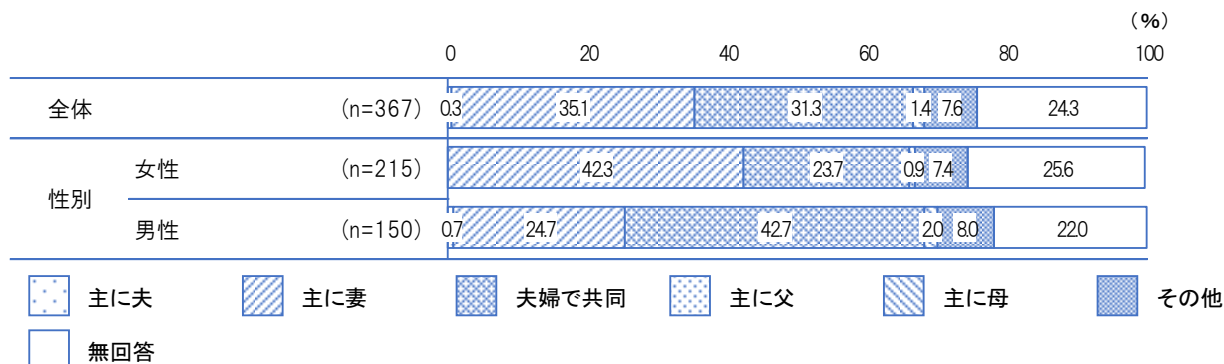 （%）
0 20 40 60 80 100
全体 (n=367) 0.3 35.1 31.3 1.4 7.6 24.3
女性 (n=215) 42.3 23.7 0.9 7.4 25.6
性別
男性 (n=150) 0.7 24.7 42.7 2.0 8.0 22.0
主に夫 主に妻 夫婦で共同 主に父 主に母 その他
無回答